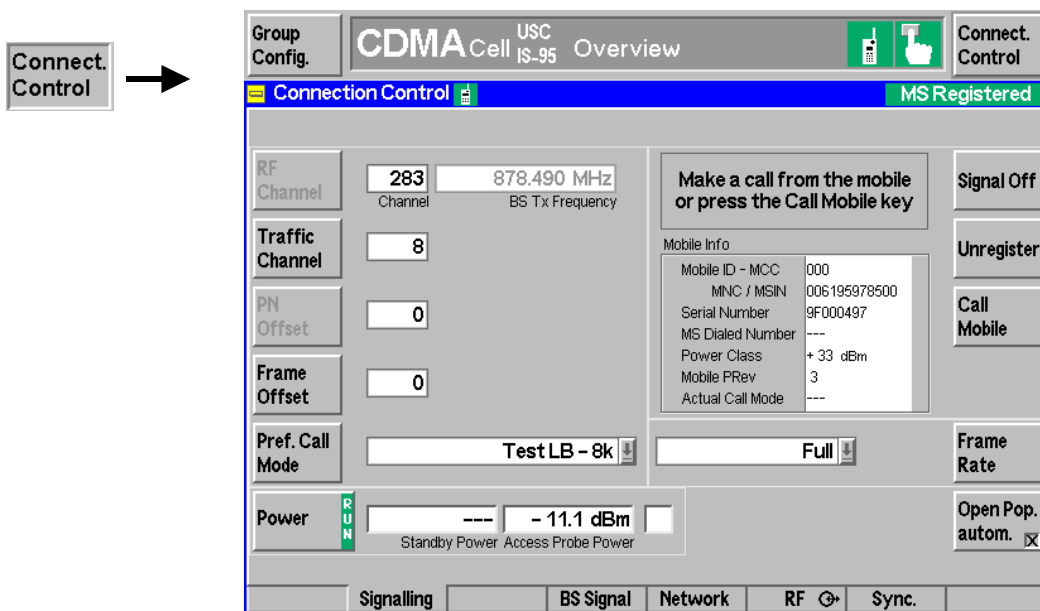 Connect.
Control
Group
Config.
CDMA Cell USC
IS-95 Overview
Connect.
Control
Connection Control
MS Registered
RF
Channel
283
878.490 MHz
Channel
BS Tx Frequency
Make a call from the mobile
or press the Call Mobile key
Signal Off
Traffic
Channel
8
Mobile Info
Mobile ID - MCC 000
MNC / MSIN 006195978500
Serial Number 9F000497
MS Dialed Number ---
Power Class + 33 dBm
Mobile PRev 3
Actual Call Mode ---
Unregister
PN
Offset
0
Call
Mobile
Frame
Offset
0
Pref. Call
Mode
Test LB - 8k
Full
Frame
Rate
Power
RUN
---
- 11.1 dBm
Standby Power Access Probe Power
Open Pop.
autom. X
Signalling
BS Signal
Network
RF
Sync.